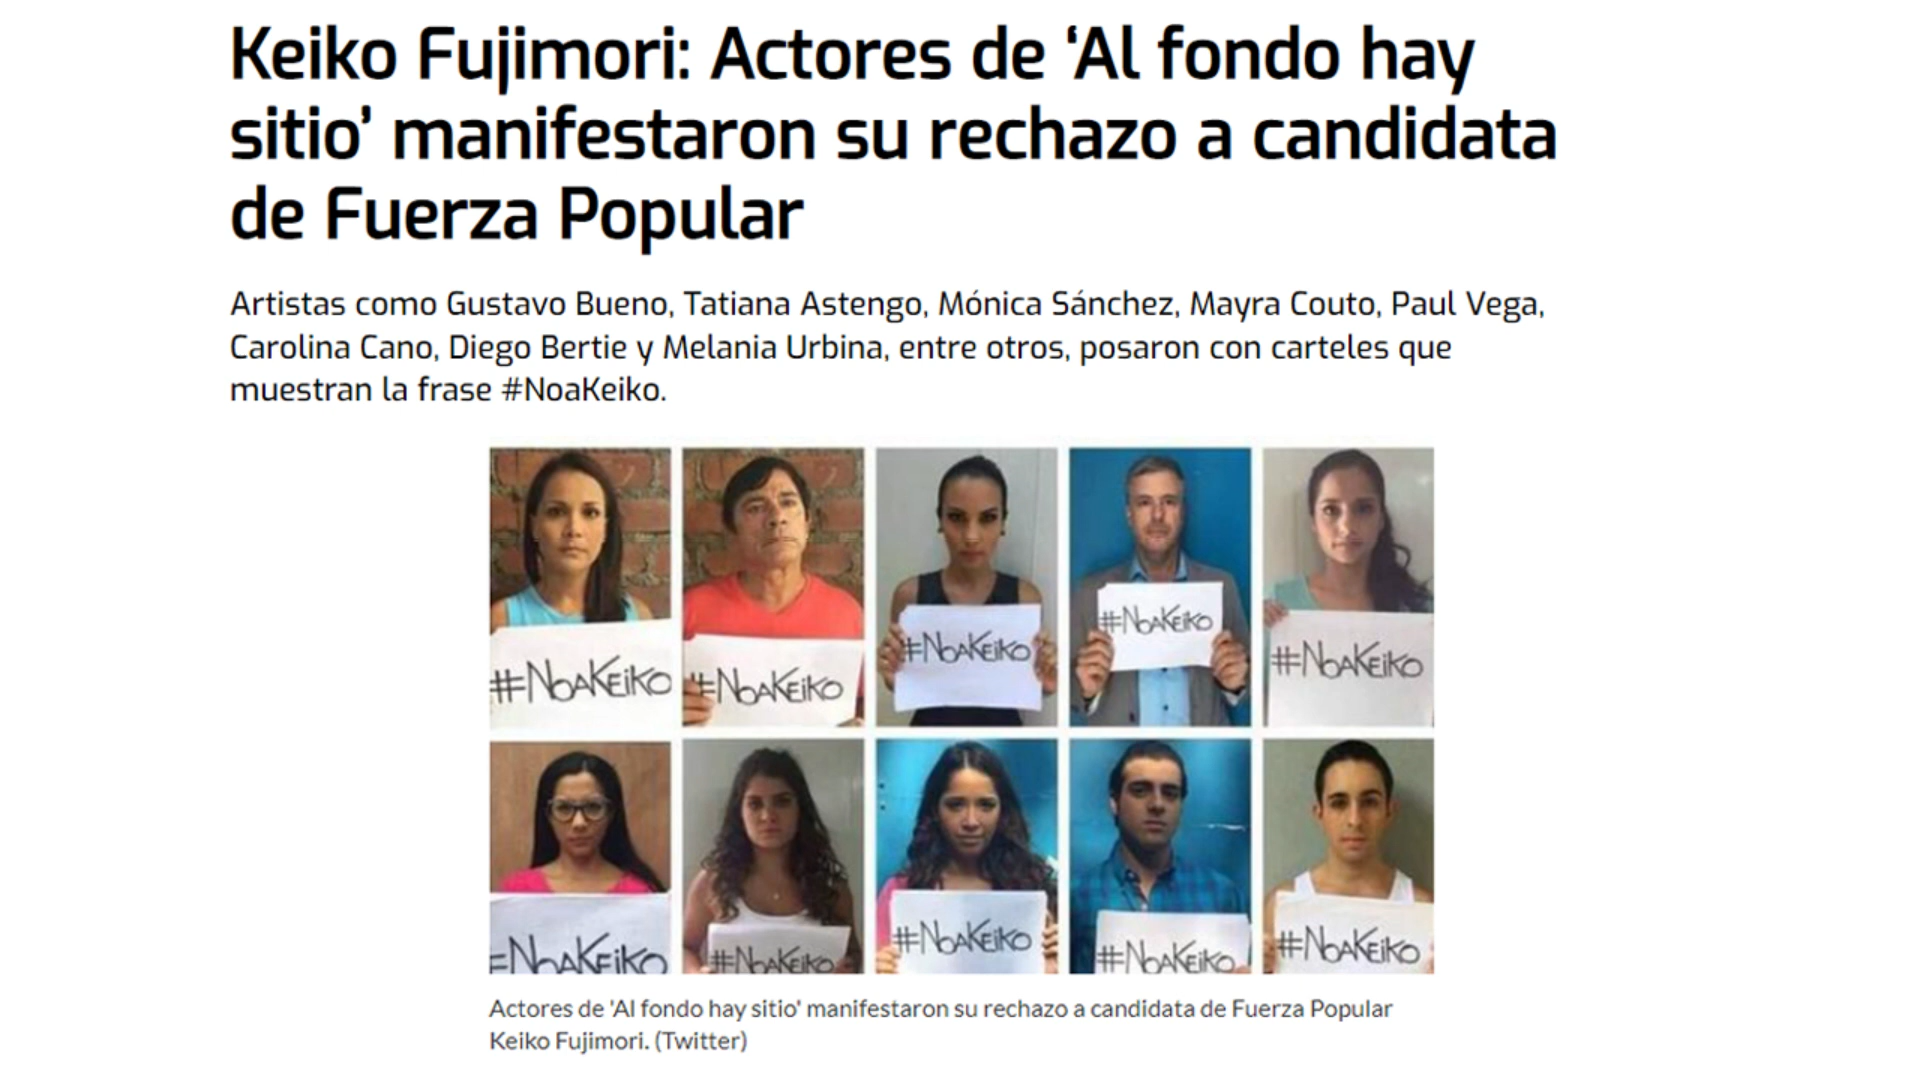 Keiko Fujimori: Actores de ‘Al fondo hay
sitio’ manifestaron su rechazo a candidata
de Fuerza Popular
Artistas como Gustavo Bueno, Tatiana Astengo, Mónica Sánchez, Mayra Couto, Paul Vega,
Carolina Cano, Diego Bertie y Melania Urbina, entre otros, posaron con carteles que
muestran la frase #NoaKeiko.
#NoAKEiKO
#NoAKEiKO
#NoAKEiKO
#NoAKEiKO
#NoAKEiKO
#NoAKEiKO
#NoAKEiKO
#NoAKEiKO
#NoAKEiKO
#NoAKEiKO
Actores de 'Al fondo hay sitio' manifestaron su rechazo a candidata de Fuerza Popular
Keiko Fujimori. (Twitter)